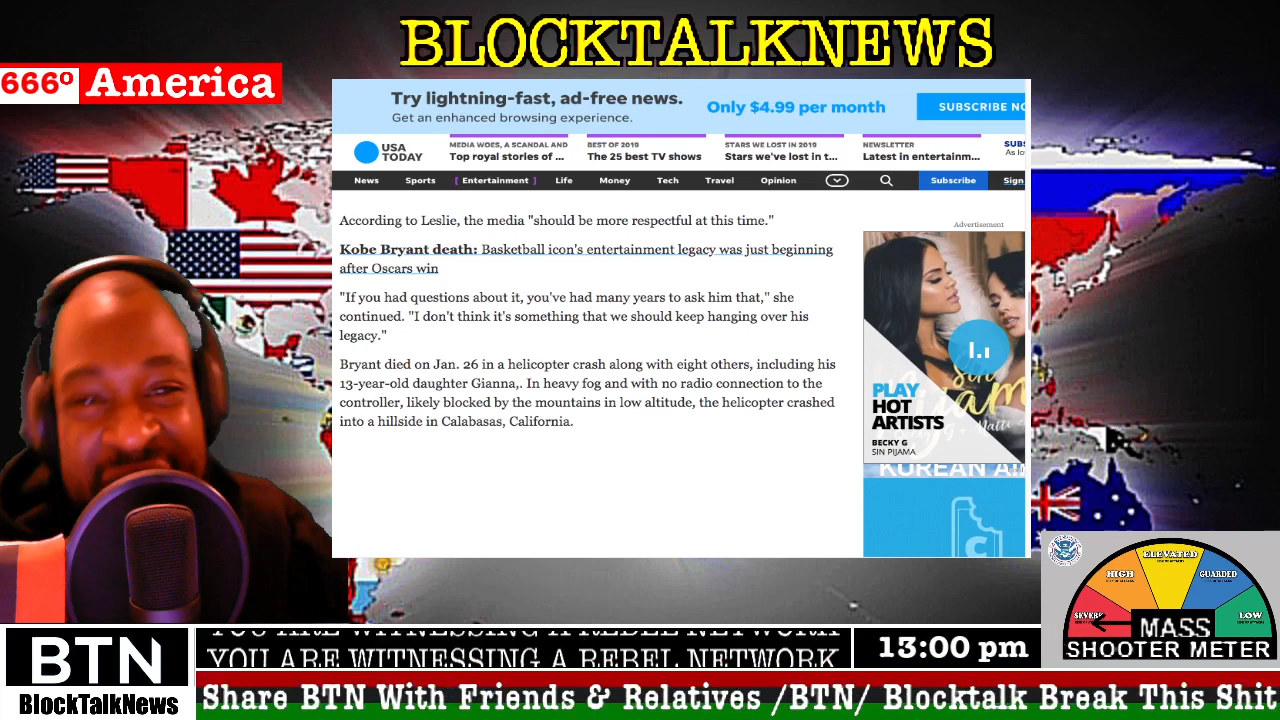 BLOCKTALKNEWS
666º America
Try lightning-fast, ad-free news.
Get an enhanced browsing experience.
Only $4.99 per month
SUBSCRIBE
USA
TODAY
MEDIA WOES, A SCANDAL AND
Top royal stories of ...
BEST OF 2019
The 25 best TV shows
STARS WE LOST IN 2019
Stars we've lost in t...
NEWSLETTER
Latest in entertainm...
News Sports [ Entertainment ] Life Money Tech Travel Opinion Subscribe Sign
According to Leslie, the media "should be more respectful at this time."
Kobe Bryant death: Basketball icon's entertainment legacy was just beginning
after Oscars win
"If you had questions about it, you've had many years to ask him that," she
continued. "I don't think it's something that we should keep hanging over his
legacy."
Bryant died on Jan. 26 in a helicopter crash along with eight others, including his
13-year-old daughter Gianna,. In heavy fog and with no radio connection to the
controller, likely blocked by the mountains in low altitude, the helicopter crashed
into a hillside in Calabasas, California.
Advertisement
PLAY
HOT
ARTISTS
BECKY G
SIN PIJAMA
KOREAN
SEVERE
HIGH
ELEVATED
GUARDED
LOW
MASS
SHOOTER METER
BTN
BlockTalkNews
YOU ARE WITNESSING A REBEL NETWORK
YOU ARE WITNESSING A REBEL NETWORK
13:00 pm
Share BTN With Friends & Relatives /BTN/ Blocktalk Break This Shit